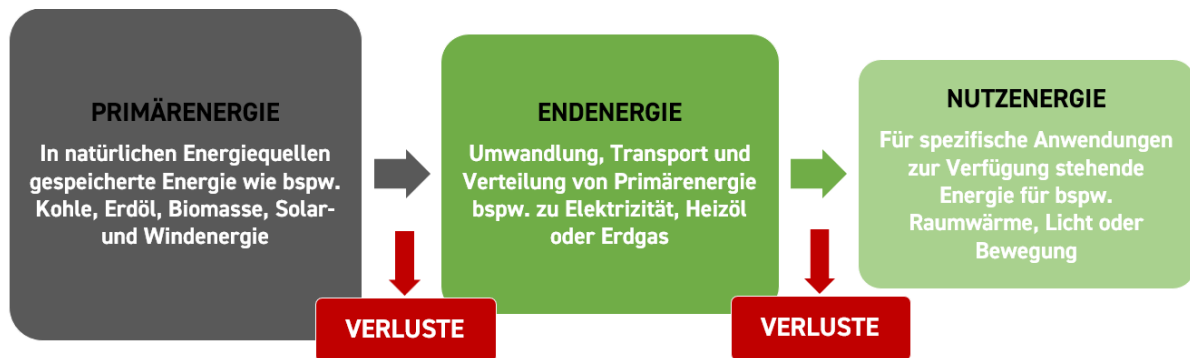 PRIMÄRENERGIE
In natürlichen Energiequellen
gespeicherte Energie wie bspw.
Kohle, Erdöl, Biomasse, Solar-
und Windenergie
VERLUSTE
ENDENERGIE
Umwandlung, Transport und
Verteilung von Primärenergie
bspw. zu Elektrizität, Heizöl
oder Erdgas
VERLUSTE
NUTZENERGIE
Für spezifische Anwendungen
zur Verfügung stehende
Energie für bspw.
Raumwärme, Licht oder
Bewegung